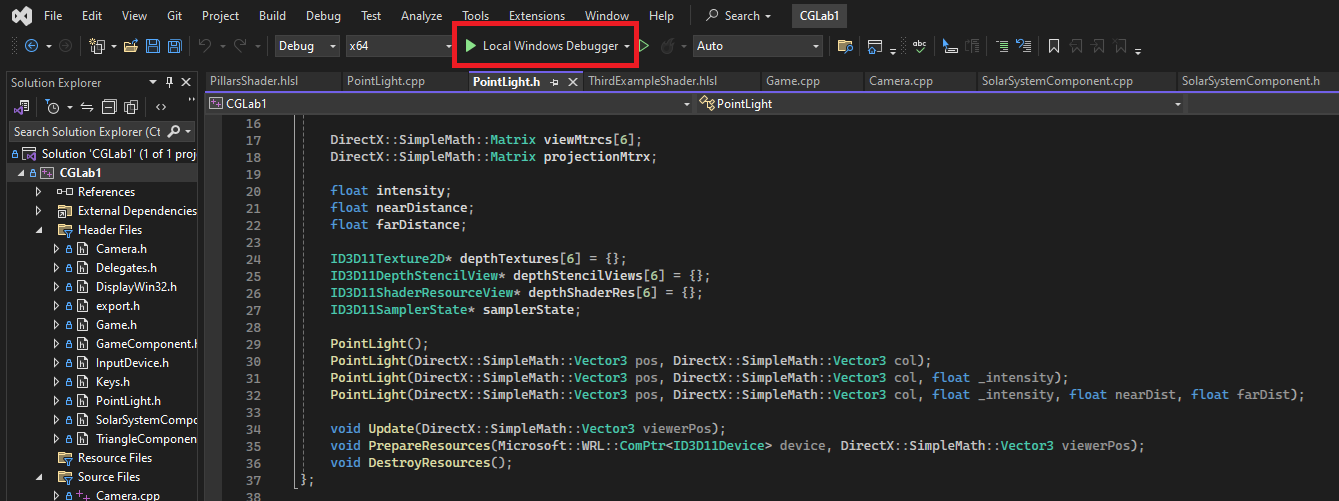 File Edit View Git Project Build Debug Test Analyze Tools Extensions Window Help Search CGLab1
Debug x64 Local Windows Debugger Auto
Solution Explorer
Search Solution Explorer (Ct
Solution 'CGLab1' (1 of 1 proj
CGLab1
References
External Dependencies
Header Files
Camera.h
Delegates.h
DisplayWin32.h
export.h
Game.h
GameComponent.h
InputDevice.h
Keys.h
PointLight.h
SolarSystemCompo
TriangleComponen
Resource Files
Source Files
Camera.cpp
PillarsShader.hlsl PointLight.cpp PointLight.h ThirdExampleShader.hlsl Game.cpp Camera.cpp SolarSystemComponent.cpp SolarSystemComponent.h
CGLab1 PointLight
16
17 DirectX::SimpleMath::Matrix viewMtrcs[6];
18 DirectX::SimpleMath::Matrix projectionMtrx;
19
20 float intensity;
21 float nearDistance;
22 float farDistance;
23
24 ID3D11Texture2D* depthTextures[6] = {};
25 ID3D11DepthStencilView* depthStencilViews[6] = {};
26 ID3D11ShaderResourceView* depthShaderRes[6] = {};
27 ID3D11SamplerState* samplerState;
28
29 PointLight();
30 PointLight(DirectX::SimpleMath::Vector3 pos, DirectX::SimpleMath::Vector3 col);
31 PointLight(DirectX::SimpleMath::Vector3 pos, DirectX::SimpleMath::Vector3 col, float _intensity);
32 PointLight(DirectX::SimpleMath::Vector3 pos, DirectX::SimpleMath::Vector3 col, float _intensity, float nearDist, float farDist);
33
34 void Update(DirectX::SimpleMath::Vector3 viewerPos);
35 void PrepareResources(Microsoft::WRL::ComPtr<ID3D11Device> device, DirectX::SimpleMath::Vector3 viewerPos);
36 void DestroyResources();
37 };
38